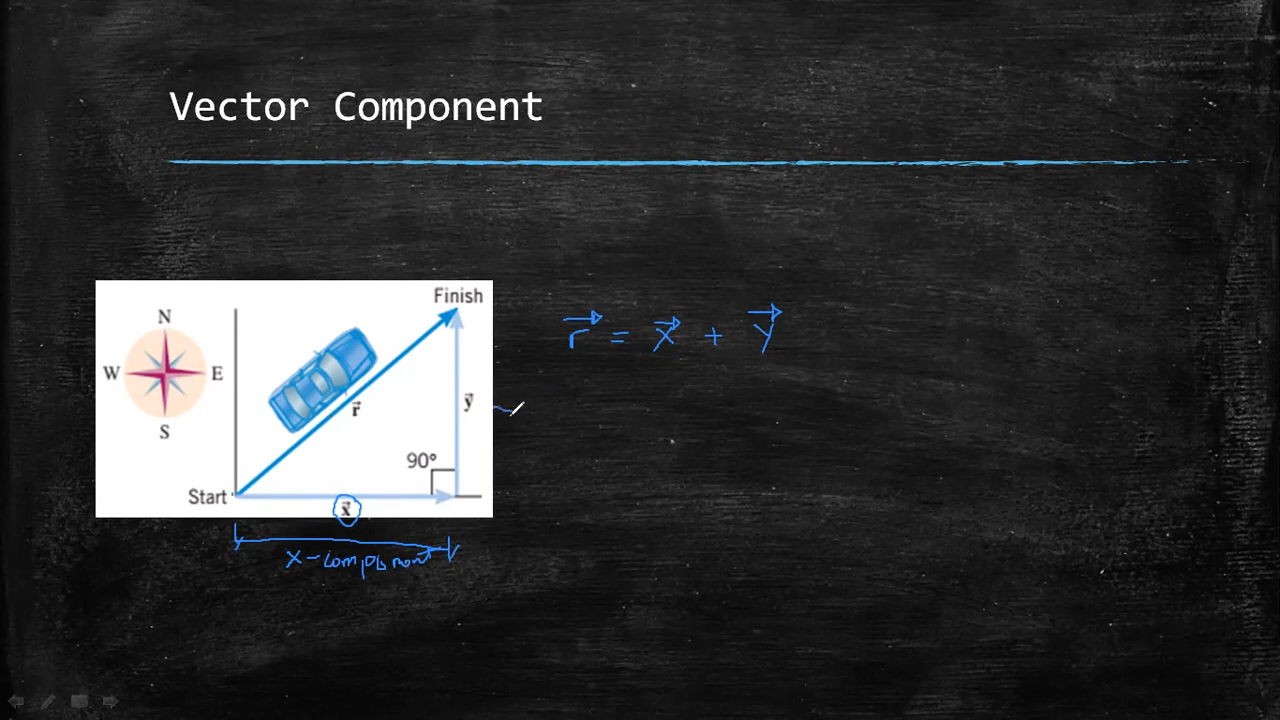 Vector Component
Finish
N
W E
S
r⃗
y⃗
90°
Start
x⃗
r⃗ = x⃗ + y⃗
x-component